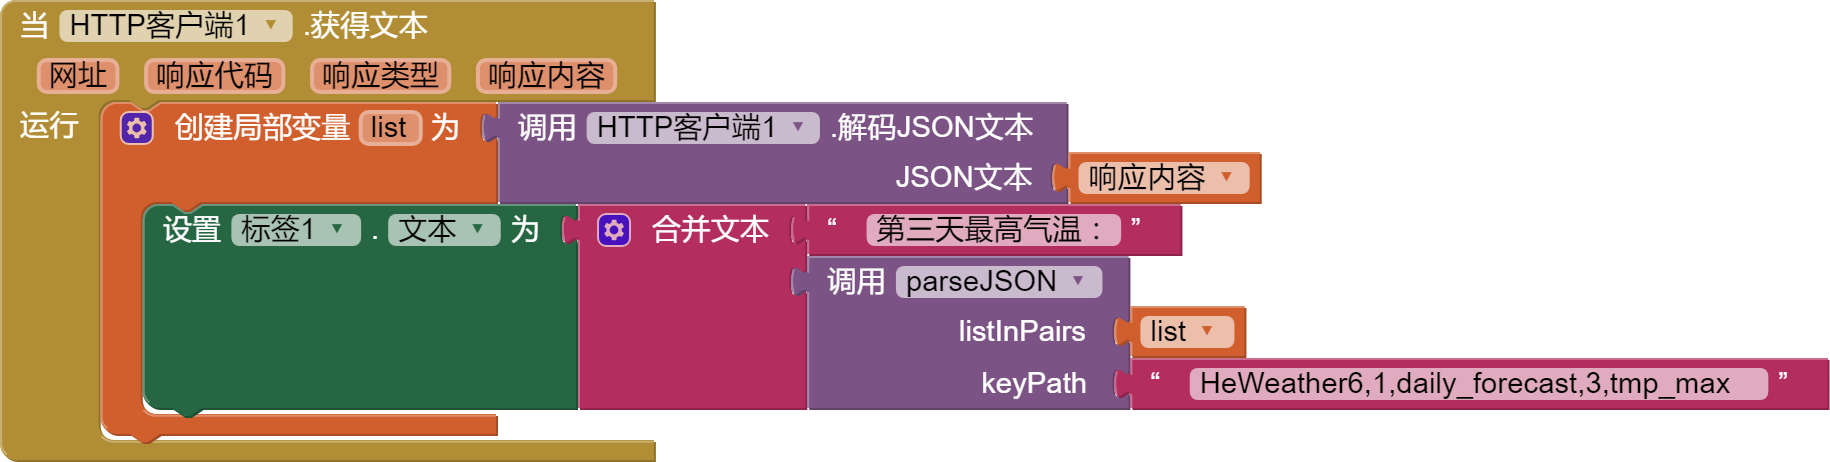 当 HTTP客户端1 .获得文本
网址 响应代码 响应类型 响应内容
运行 创建局部变量 list 为 调用 HTTP客户端1 .解码JSON文本
JSON文本 响应内容
设置 标签1 . 文本 为 合并文本 “ 第三天最高气温： ”
调用 parseJSON
listInPairs list
keyPath “ HeWeather6,1,daily_forecast,3,tmp_max ”